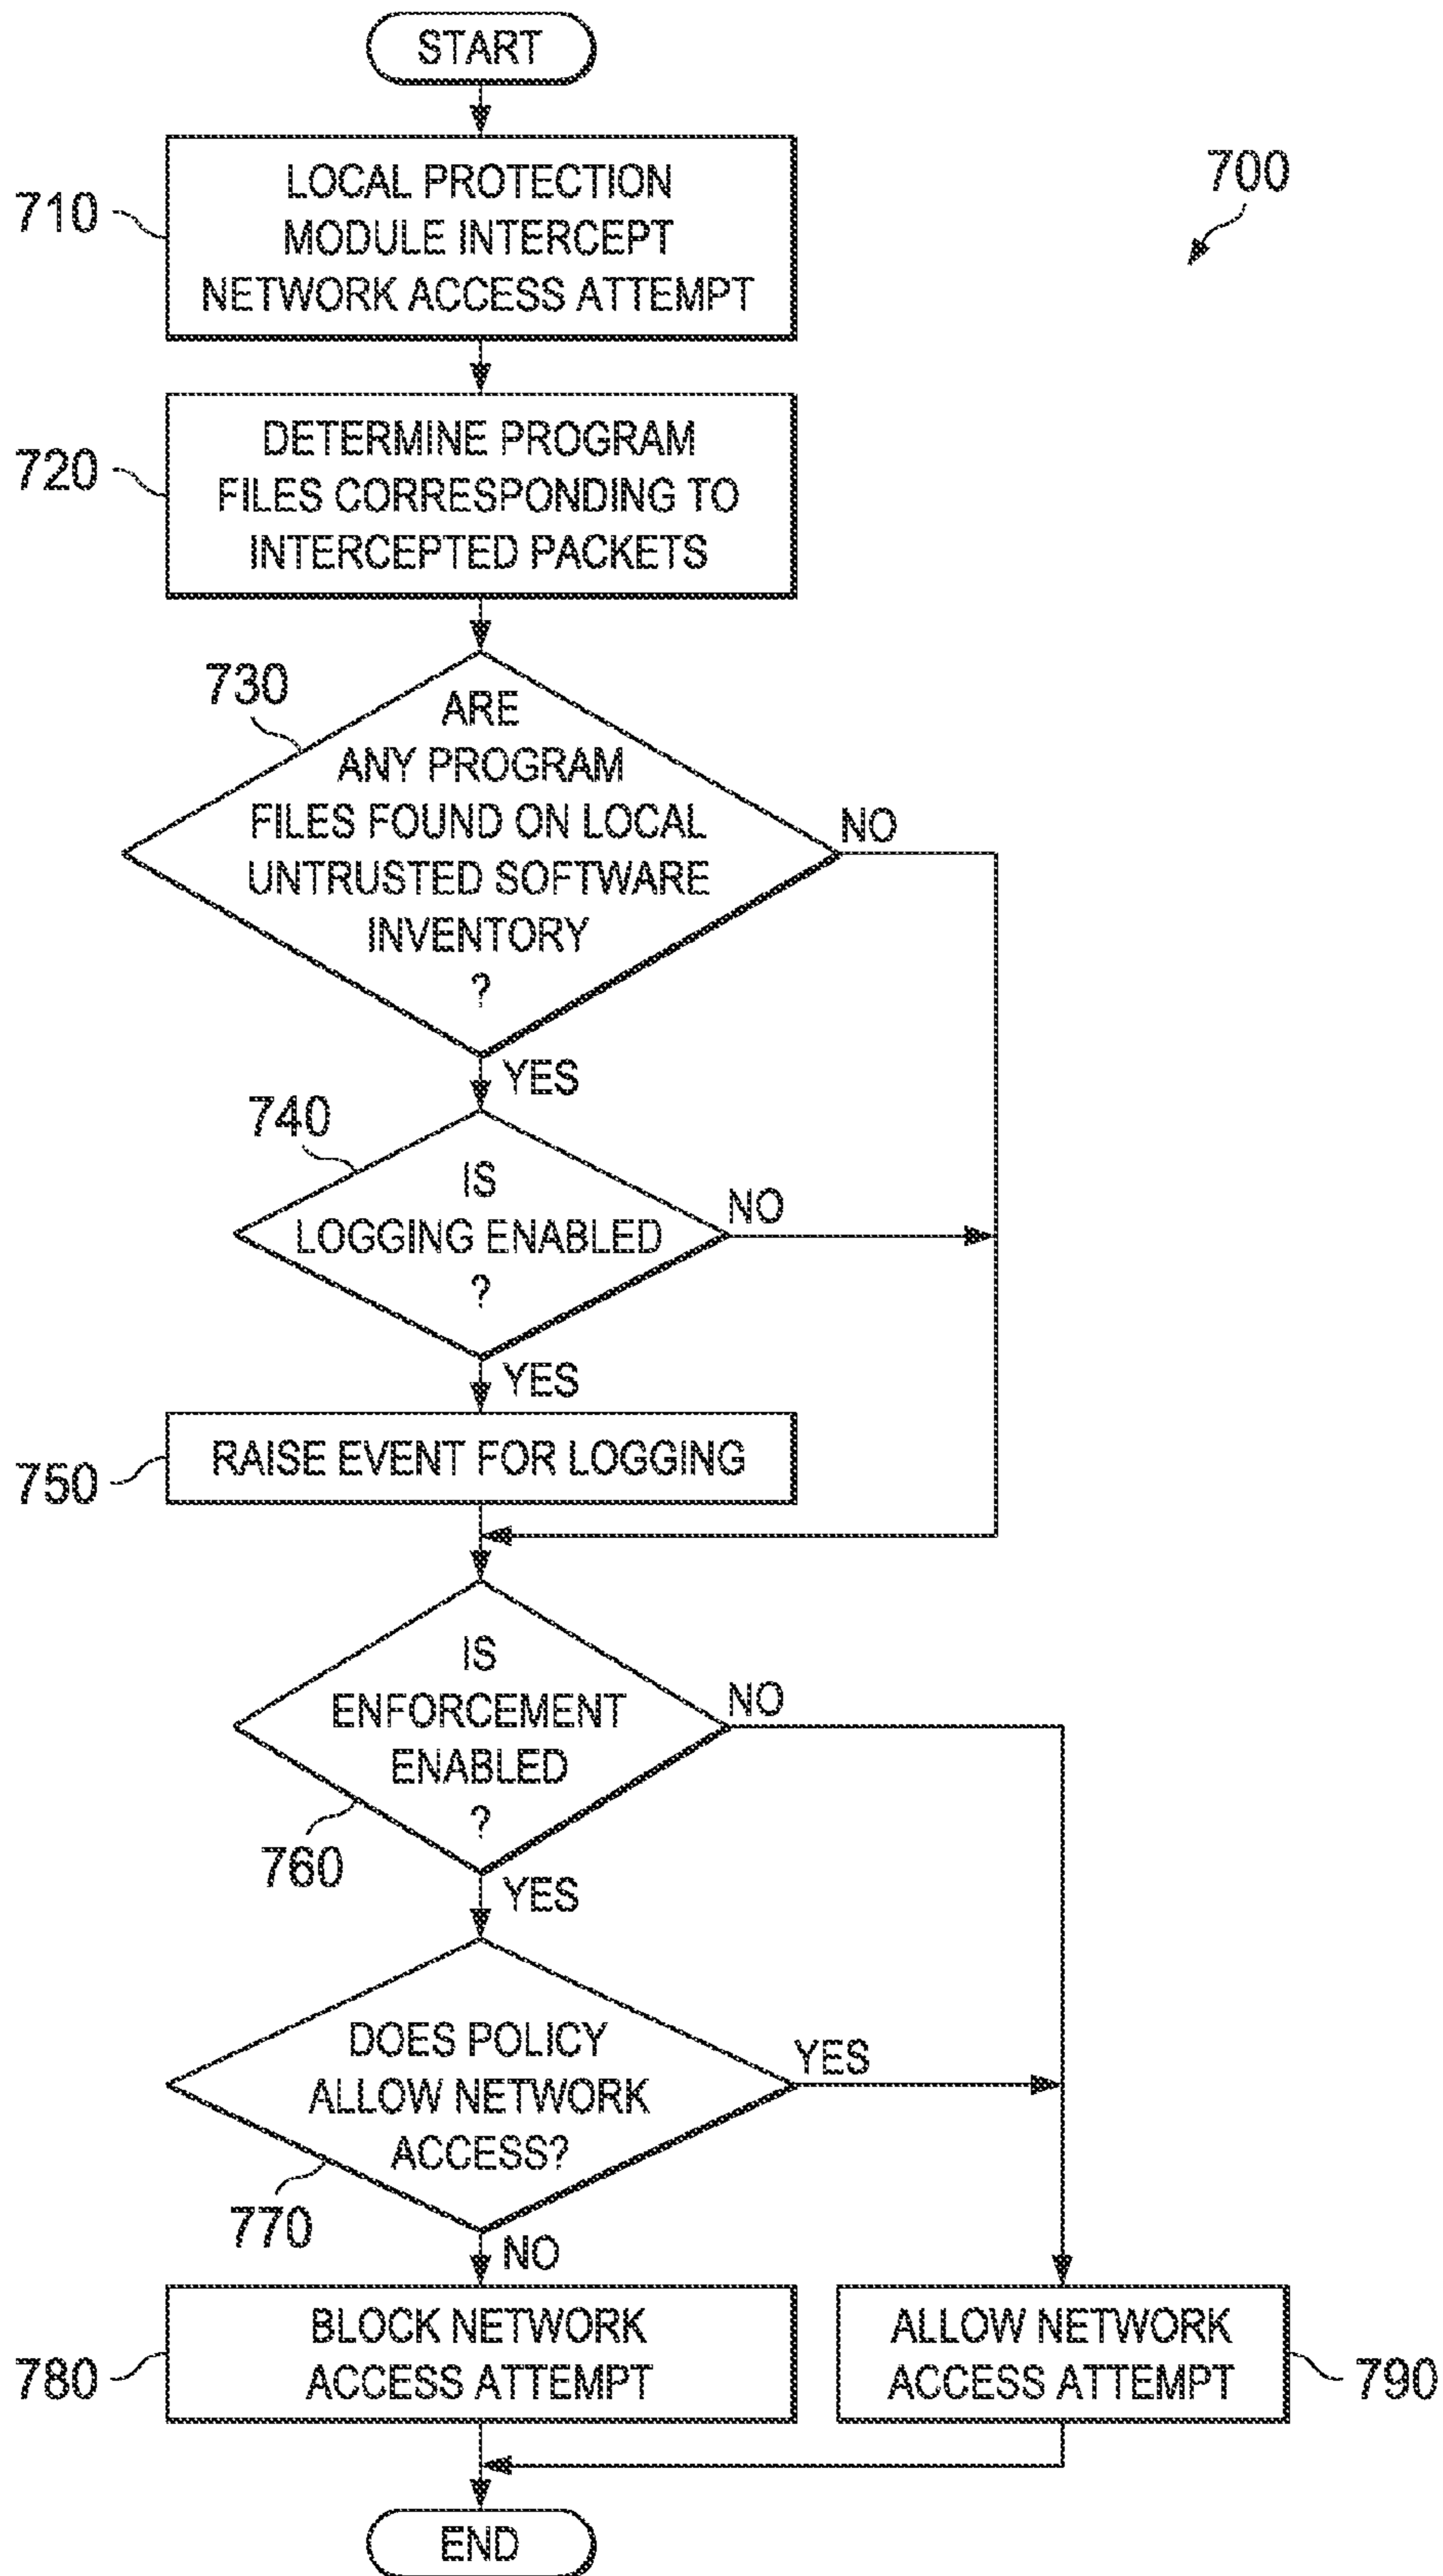 START
700
710
LOCAL PROTECTION
MODULE INTERCEPT
NETWORK ACCESS ATTEMPT
720
DETERMINE PROGRAM
FILES CORRESPONDING TO
INTERCEPTED PACKETS
730
ARE
ANY PROGRAM
FILES FOUND ON LOCAL
UNTRUSTED SOFTWARE
INVENTORY
?
NO
YES
740
IS
LOGGING ENABLED
?
NO
YES
750
RAISE EVENT FOR LOGGING
IS
ENFORCEMENT
ENABLED
?
NO
760
YES
DOES POLICY
ALLOW NETWORK
ACCESS?
YES
770
NO
780
BLOCK NETWORK
ACCESS ATTEMPT
ALLOW NETWORK
ACCESS ATTEMPT
790
END